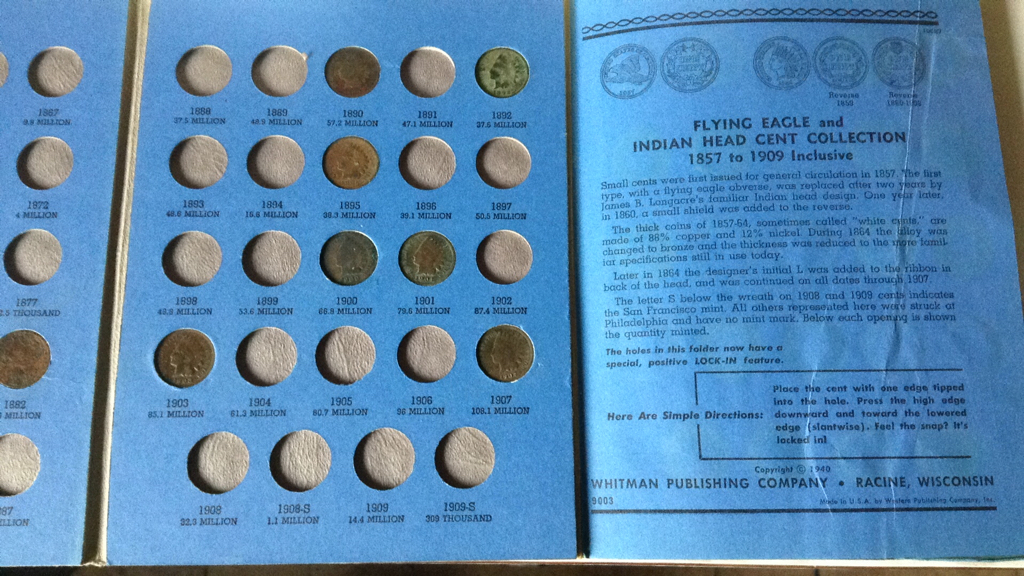 1867
1872
4 MILLION
1877
1882
MILLION
MILLION
1888
37.5 MILLION
1889
48.9 MILLION
1890
57.2 MILLION
1891
47.1 MILLION
1892
37.6 MILLION
1893
46.6 MILLION
1894
16.8 MILLION
1895
38.3 MILLION
1896
39.1 MILLION
1897
50.5 MILLION
1898
49.8 MILLION
1899
53.6 MILLION
1900
66.8 MILLION
1901
79.6 MILLION
1902
87.4 MILLION
1903
85.1 MILLION
1904
61.3 MILLION
1905
80.7 MILLION
1906
96 MILLION
1907
108.1 MILLION
1908
32.3 MILLION
1908-S
1.1 MILLION
1909
14.4 MILLION
1909-S
309 THOUSAND
Reverse
1859
Reverse
FLYING EAGLE and
INDIAN HEAD CENT COLLECTION
1857 to 1909 Inclusive
Small cents were first issued for general circulation in 1857. The first
type, with a flying eagle obverse, was replaced after two years by
James B. Longacre's familiar Indian head design. One year later,
in 1860, a small shield was added to the reverse.
The thick coins of 1857-64, sometimes called "white cents," are
made of 88% copper and 12% nickel. During 1864 the alloy was
changed to bronze and the thickness was reduced to the more famil-
iar specifications still in use today.
Later in 1864 the designer's initial L was added to the ribbon in
back of the head, and was continued on all dates through 1907.
The letter S below the wreath on 1908 and 1909 cents indicates
the San Francisco mint. All others represented here were struck at
Philadelphia and have no mint mark. Below each opening is shown
the quantity minted.
The holes in this folder now have a
special, positive LOCK-IN feature.
Here Are Simple Directions:
Place the cent with one edge tipped
into the hole. Press the high edge
downward and toward the lowered
edge (slantwise). Feel the snap? It's
locked in!
Copyright © 1940
WHITMAN PUBLISHING COMPANY • RACINE, WISCONSIN
9003
Made in U.S.A. by Western Publishing Company, Inc.